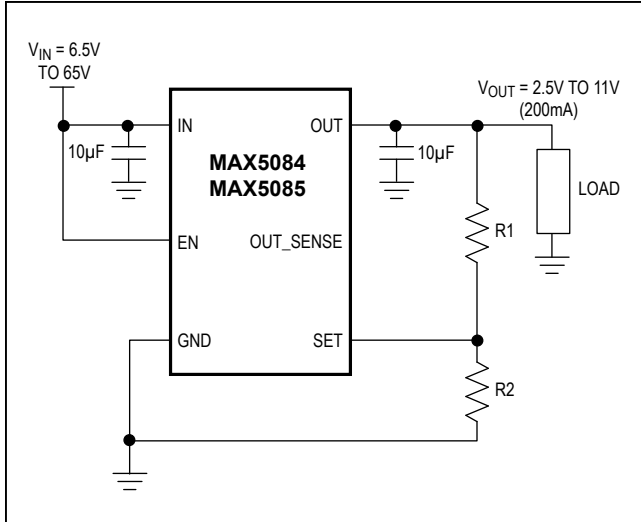 V_IN = 6.5V
TO 65V
V_OUT = 2.5V TO 11V
(200mA)
IN
OUT
10µF
10µF
MAX5084
MAX5085
LOAD
R1
EN
OUT_SENSE
GND
SET
R2